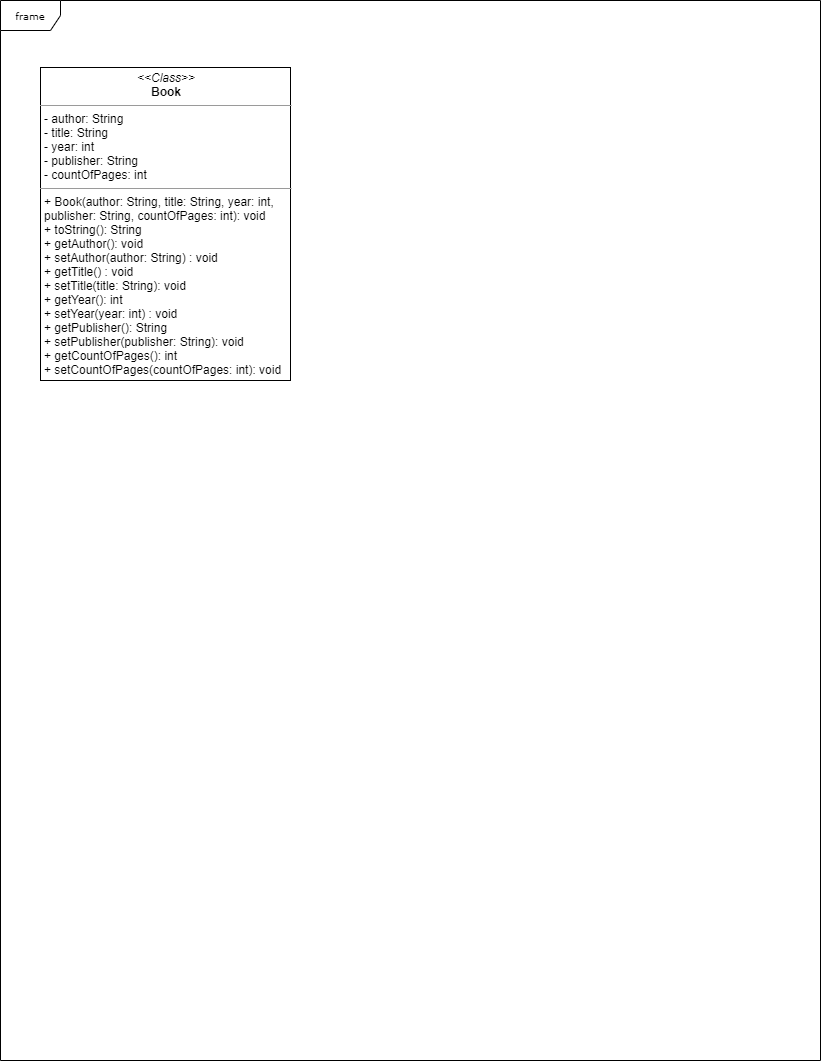 frame
<<Class>>
Book
- author: String
- title: String
- year: int
- publisher: String
- countOfPages: int
+ Book(author: String, title: String, year: int,
publisher: String, countOfPages: int): void
+ toString(): String
+ getAuthor(): void
+ setAuthor(author: String) : void
+ getTitle() : void
+ setTitle(title: String): void
+ getYear(): int
+ setYear(year: int) : void
+ getPublisher(): String
+ setPublisher(publisher: String): void
+ getCountOfPages(): int
+ setCountOfPages(countOfPages: int): void